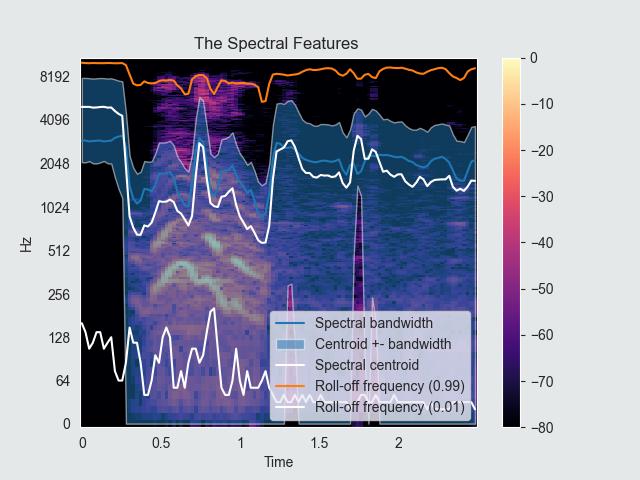 The Spectral Features
8192
4096
2048
1024
512
256
128
64
0
Hz
0
0.5
1
1.5
2
Time
Spectral bandwidth
Centroid +- bandwidth
Spectral centroid
Roll-off frequency (0.99)
Roll-off frequency (0.01)
0
−10
−20
−30
−40
−50
−60
−70
−80